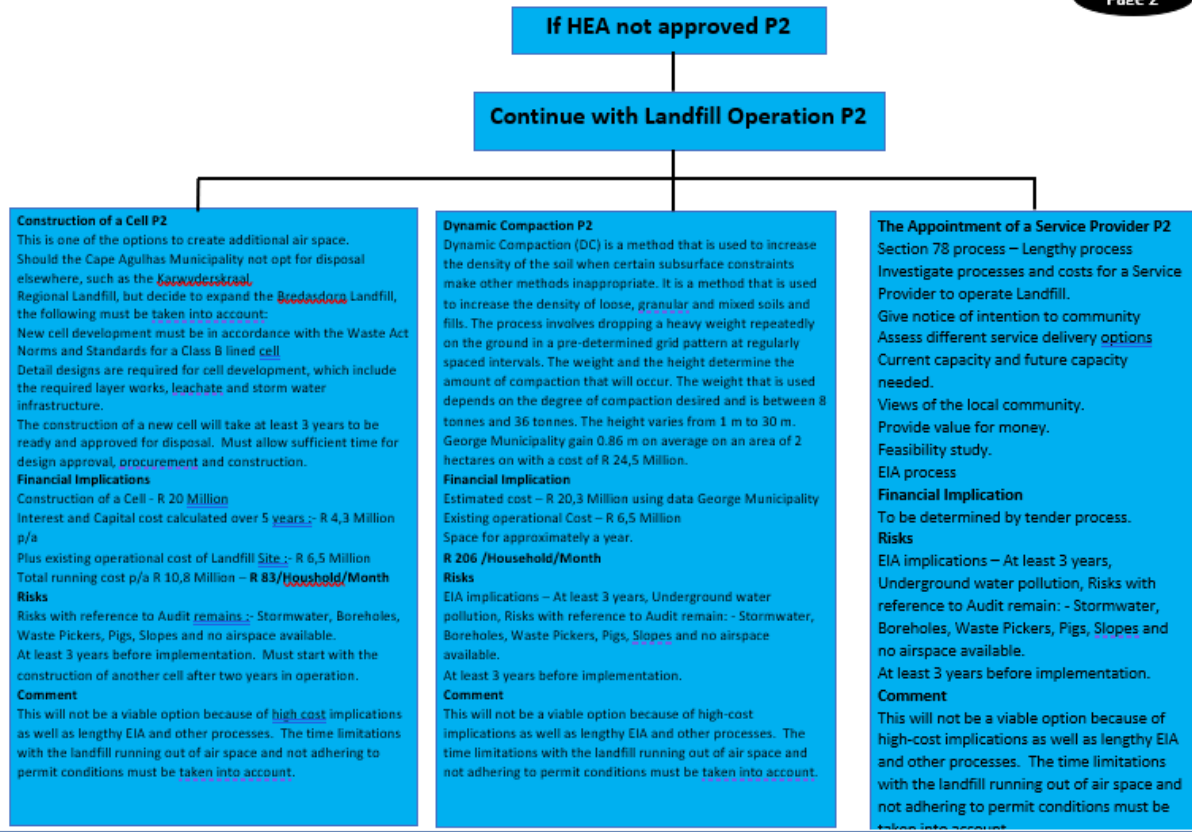 Page 2
If HEA not approved P2
Continue with Landfill Operation P2
Construction of a Cell P2
This is one of the options to create additional air space.
Should the Cape Agulhas Municipality not opt for disposal
elsewhere, such as the Karwyderskraal
Regional Landfill, but decide to expand the Bredasdorp Landfill,
the following must be taken into account:
New cell development must be in accordance with the Waste Act
Norms and Standards for a Class B lined cell
Detail designs are required for cell development, which include
the required layer works, leachate and storm water
infrastructure.
The construction of a new cell will take at least 3 years to be
ready and approved for disposal. Must allow sufficient time for
design approval, procurement and construction.
Financial Implications
Construction of a Cell - R 20 Million
Interest and Capital cost calculated over 5 years :- R 4,3 Million
p/a
Plus existing operational cost of Landfill Site :- R 6,5 Million
Total running cost p/a R 10,8 Million – R 83/Houshold/Month
Risks
Risks with reference to Audit remains :- Stormwater, Boreholes,
Waste Pickers, Pigs, Slopes and no airspace available.
At least 3 years before implementation. Must start with the
construction of another cell after two years in operation.
Comment
This will not be a viable option because of high cost implications
as well as lengthy EIA and other processes. The time limitations
with the landfill running out of air space and not adhering to
permit conditions must be taken into account.
Dynamic Compaction P2
Dynamic Compaction (DC) is a method that is used to increase
the density of the soil when certain subsurface constraints
make other methods inappropriate. It is a method that is used
to increase the density of loose, granular and mixed soils and
fills. The process involves dropping a heavy weight repeatedly
on the ground in a pre-determined grid pattern at regularly
spaced intervals. The weight and the height determine the
amount of compaction that will occur. The weight that is used
depends on the degree of compaction desired and is between 8
tonnes and 36 tonnes. The height varies from 1 m to 30 m.
George Municipality gain 0.86 m on average on an area of 2
hectares on with a cost of R 24,5 Million.
Financial Implication
Estimated cost – R 20,3 Million using data George Municipality
Existing operational Cost – R 6,5 Million
Space for approximately a year.
R 206 /Household/Month
Risks
EIA implications – At least 3 years, Underground water
pollution, Risks with reference to Audit remain: - Stormwater,
Boreholes, Waste Pickers, Pigs, Slopes and no airspace
available.
At least 3 years before implementation.
Comment
This will not be a viable option because of high-cost
implications as well as lengthy EIA and other processes. The
time limitations with the landfill running out of air space and
not adhering to permit conditions must be taken into account.
The Appointment of a Service Provider P2
Section 78 process – Lengthy process
Investigate processes and costs for a Service
Provider to operate Landfill.
Give notice of intention to community
Assess different service delivery options
Current capacity and future capacity
needed.
Views of the local community.
Provide value for money.
Feasibility study.
EIA process
Financial Implication
To be determined by tender process.
Risks
EIA implications – At least 3 years,
Underground water pollution, Risks with
reference to Audit remain: - Stormwater,
Boreholes, Waste Pickers, Pigs, Slopes and
no airspace available.
At least 3 years before implementation.
Comment
This will not be a viable option because of
high-cost implications as well as lengthy EIA
and other processes. The time limitations
with the landfill running out of air space and
not adhering to permit conditions must be
taken into account